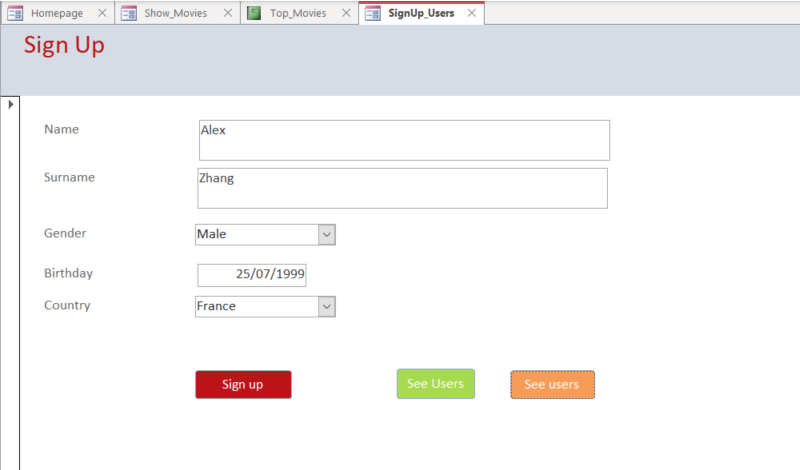 Homepage Show_Movies Top_Movies SignUp_Users
Sign Up
Name Alex
Surname Zhang
Gender Male
Birthday 25/07/1999
Country France
Sign up See Users See users